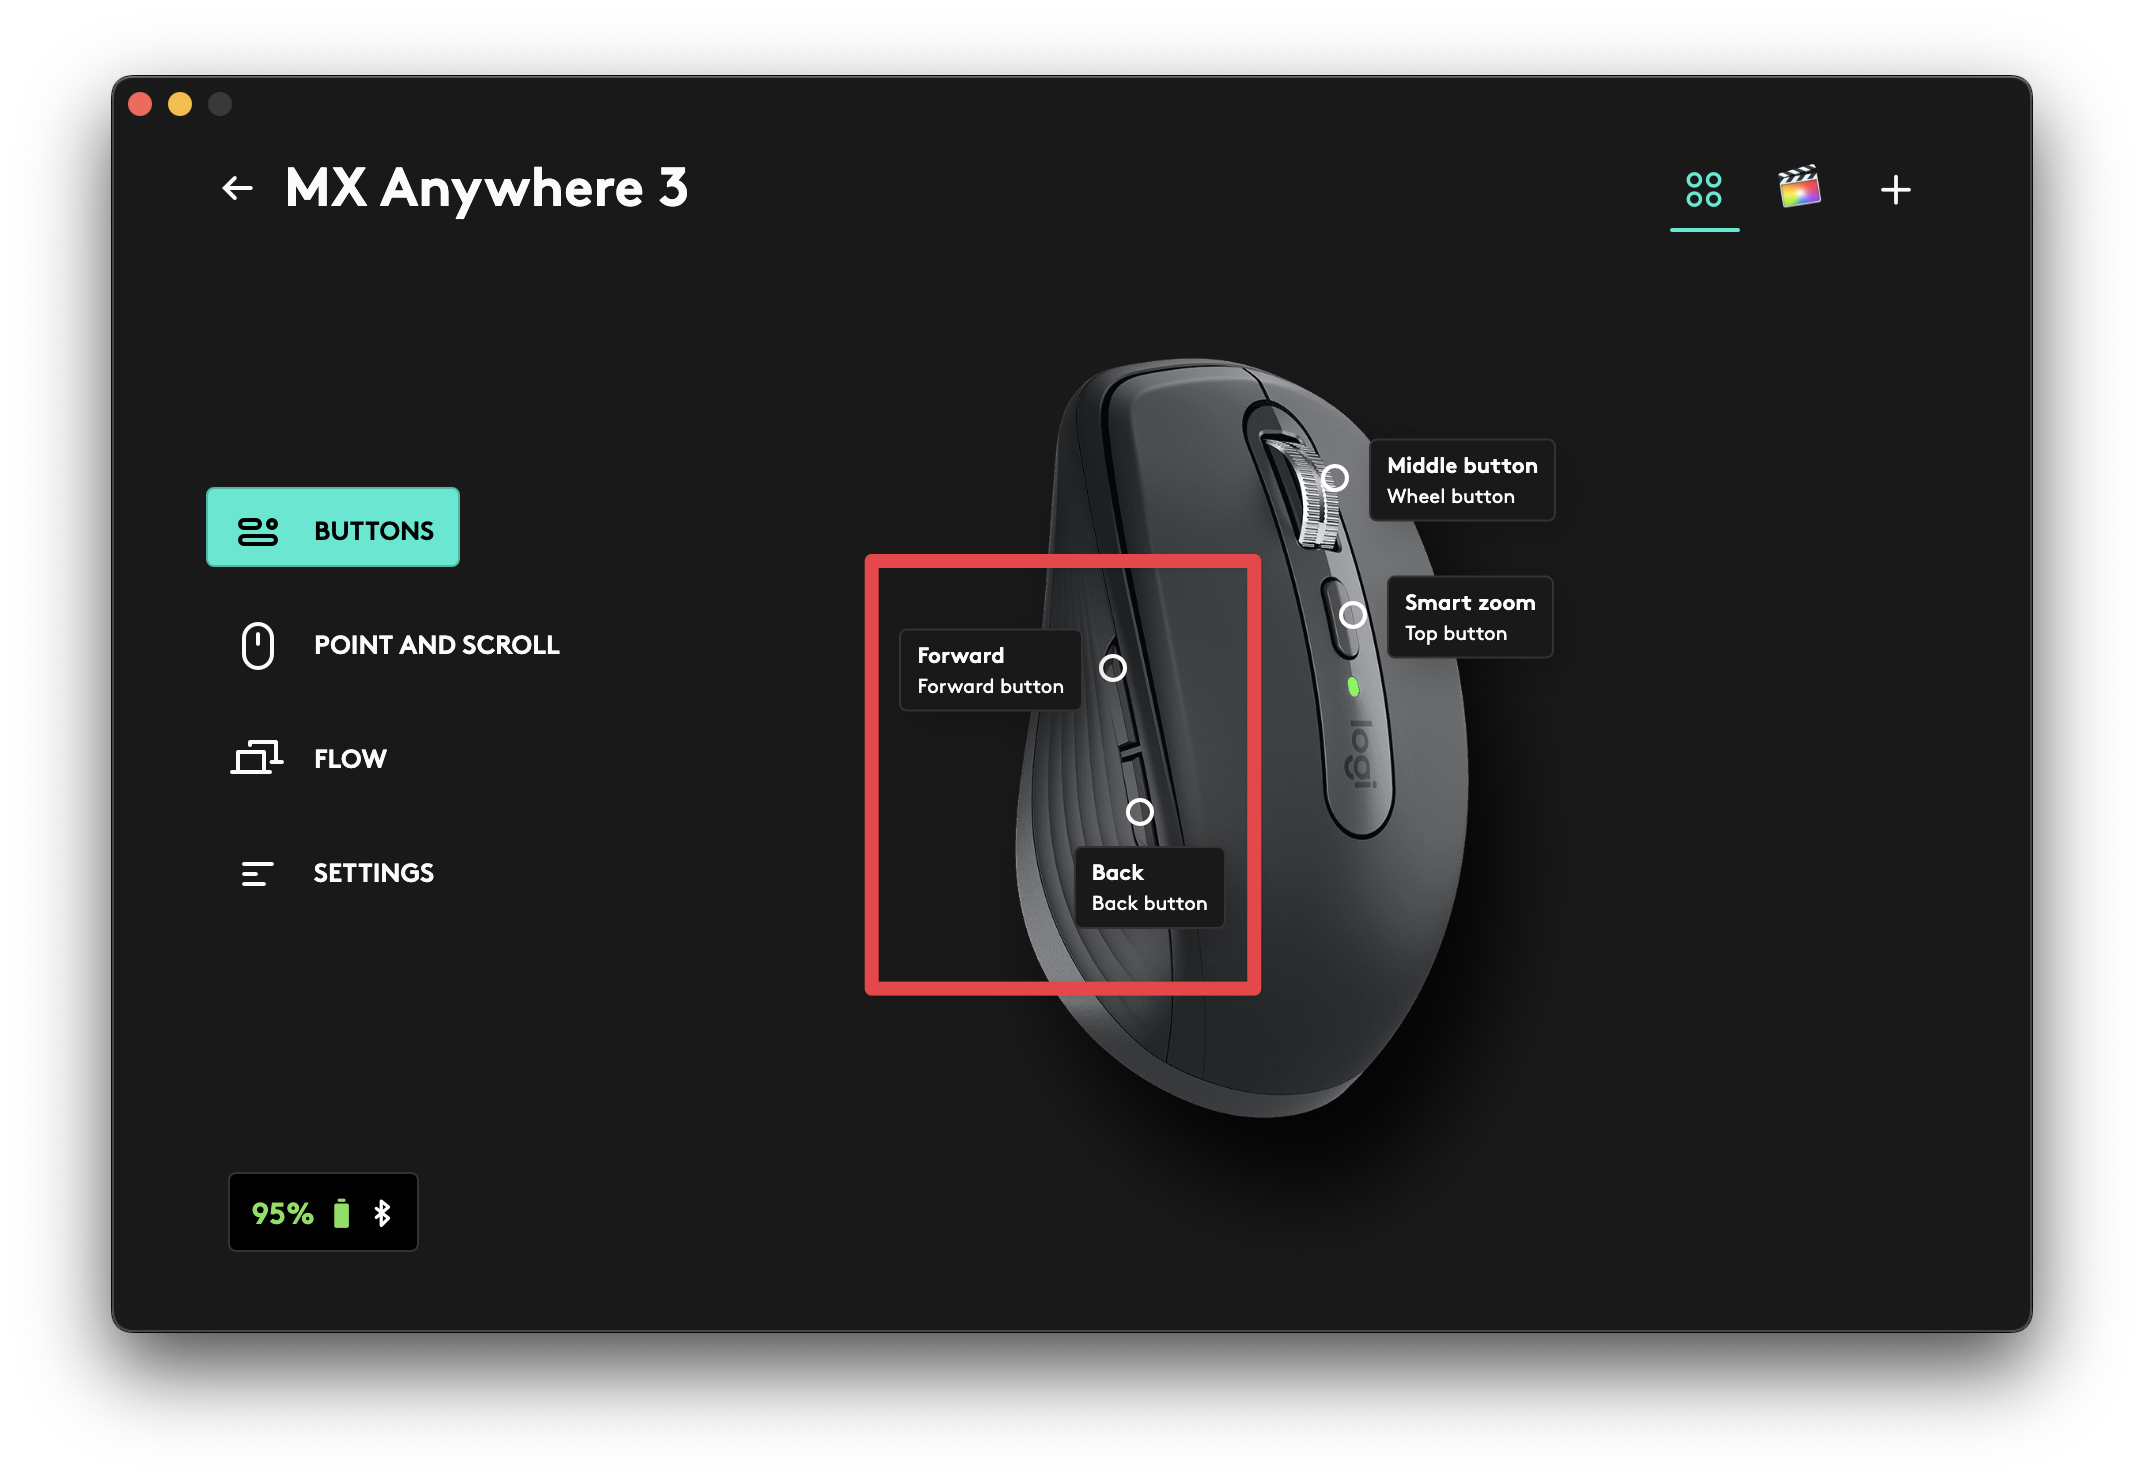 MX Anywhere 3
BUTTONS
POINT AND SCROLL
FLOW
SETTINGS
Middle button
Wheel button
Smart zoom
Top button
Forward
Forward button
Back
Back button
logi
95%